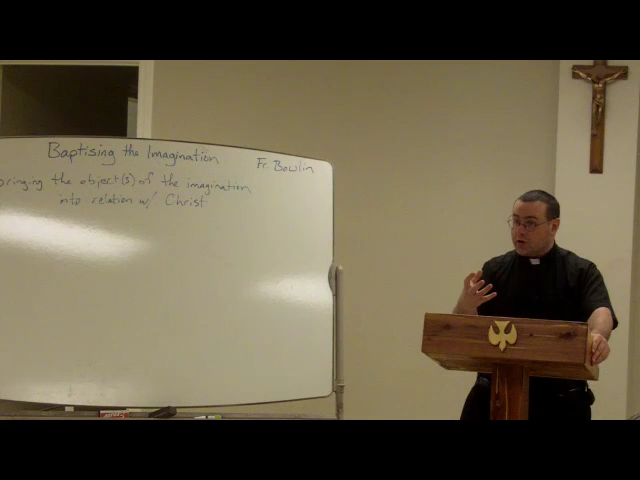 Baptising the Imagination
Fr. Bowlin
bringing the object(s) of the imagination
into relation w/ Christ